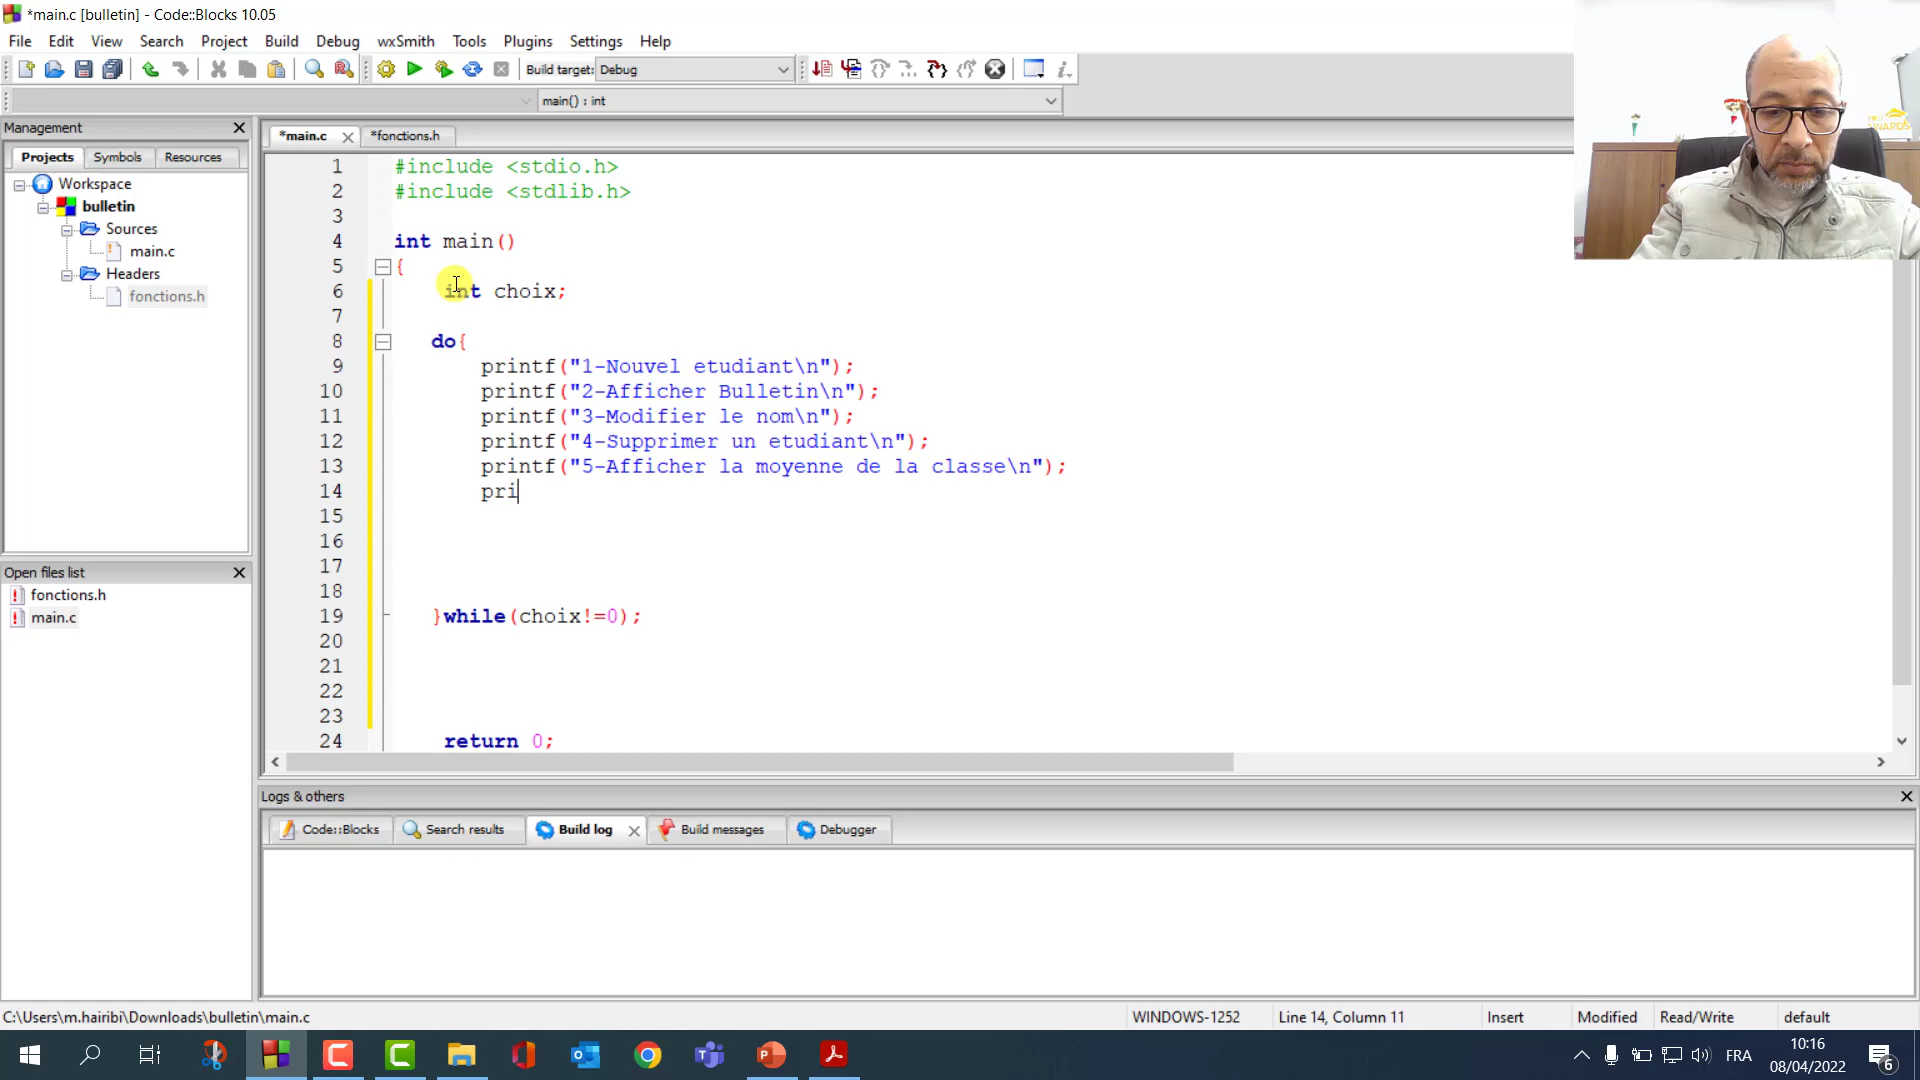 *main.c [bulletin] - Code::Blocks 10.05
File Edit View Search Project Build Debug wxSmith Tools Plugins Settings Help
Build target: Debug
main() : int
Management
Projects Symbols Resources
Workspace
bulletin
Sources
main.c
Headers
fonctions.h
*main.c *fonctions.h
1 #include <stdio.h>
2 #include <stdlib.h>
3
4 int main()
5 {
6 int choix;
7
8 do{
9 printf("1-Nouvel etudiant\n");
10 printf("2-Afficher Bulletin\n");
11 printf("3-Modifier le nom\n");
12 printf("4-Supprimer un etudiant\n");
13 printf("5-Afficher la moyenne de la classe\n");
14 pri
15
16
17
18
19 }while(choix!=0);
20
21
22
23
24 return 0;
Open files list
fonctions.h
main.c
Logs & others
Code::Blocks Search results Build log Build messages Debugger
C:\Users\m.hairibi\Downloads\bulletin\main.c WINDOWS-1252 Line 14, Column 11 Insert Modified Read/Write default
FRA
10:16
08/04/2022
6
AWARDS